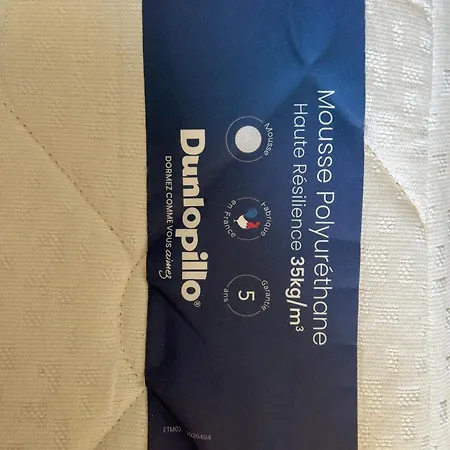 Mousse Polyuréthane
Haute Résilience 35kg/m³
Mousse
Fabriqué
en France
Garantie
5
ans
Dunlopillo®
DORMEZ COMME VOUS aimez